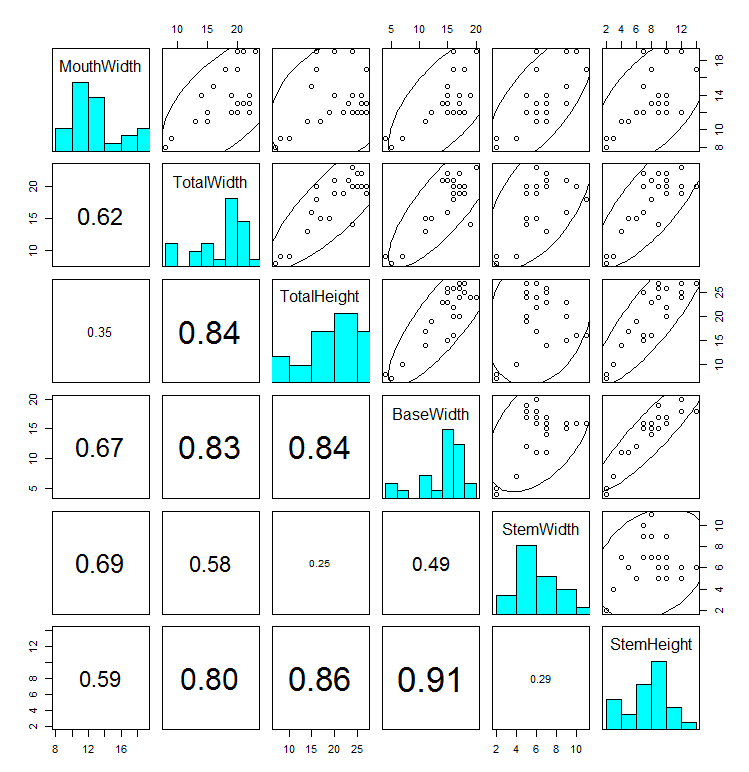 10 15 20
5 10 15 20
2 4 6 8 12
MouthWidth
8 10 14 18
10 15 20
0.62
TotalWidth
0.35
0.84
TotalHeight
10 15 20 25
5 10 15 20
0.67
0.83
0.84
BaseWidth
0.69
0.58
0.25
0.49
StemWidth
2 4 6 8 10
2 4 6 8 12
0.59
0.80
0.86
0.91
0.29
StemHeight
8 12 16
10 15 20 25
2 4 6 8 10